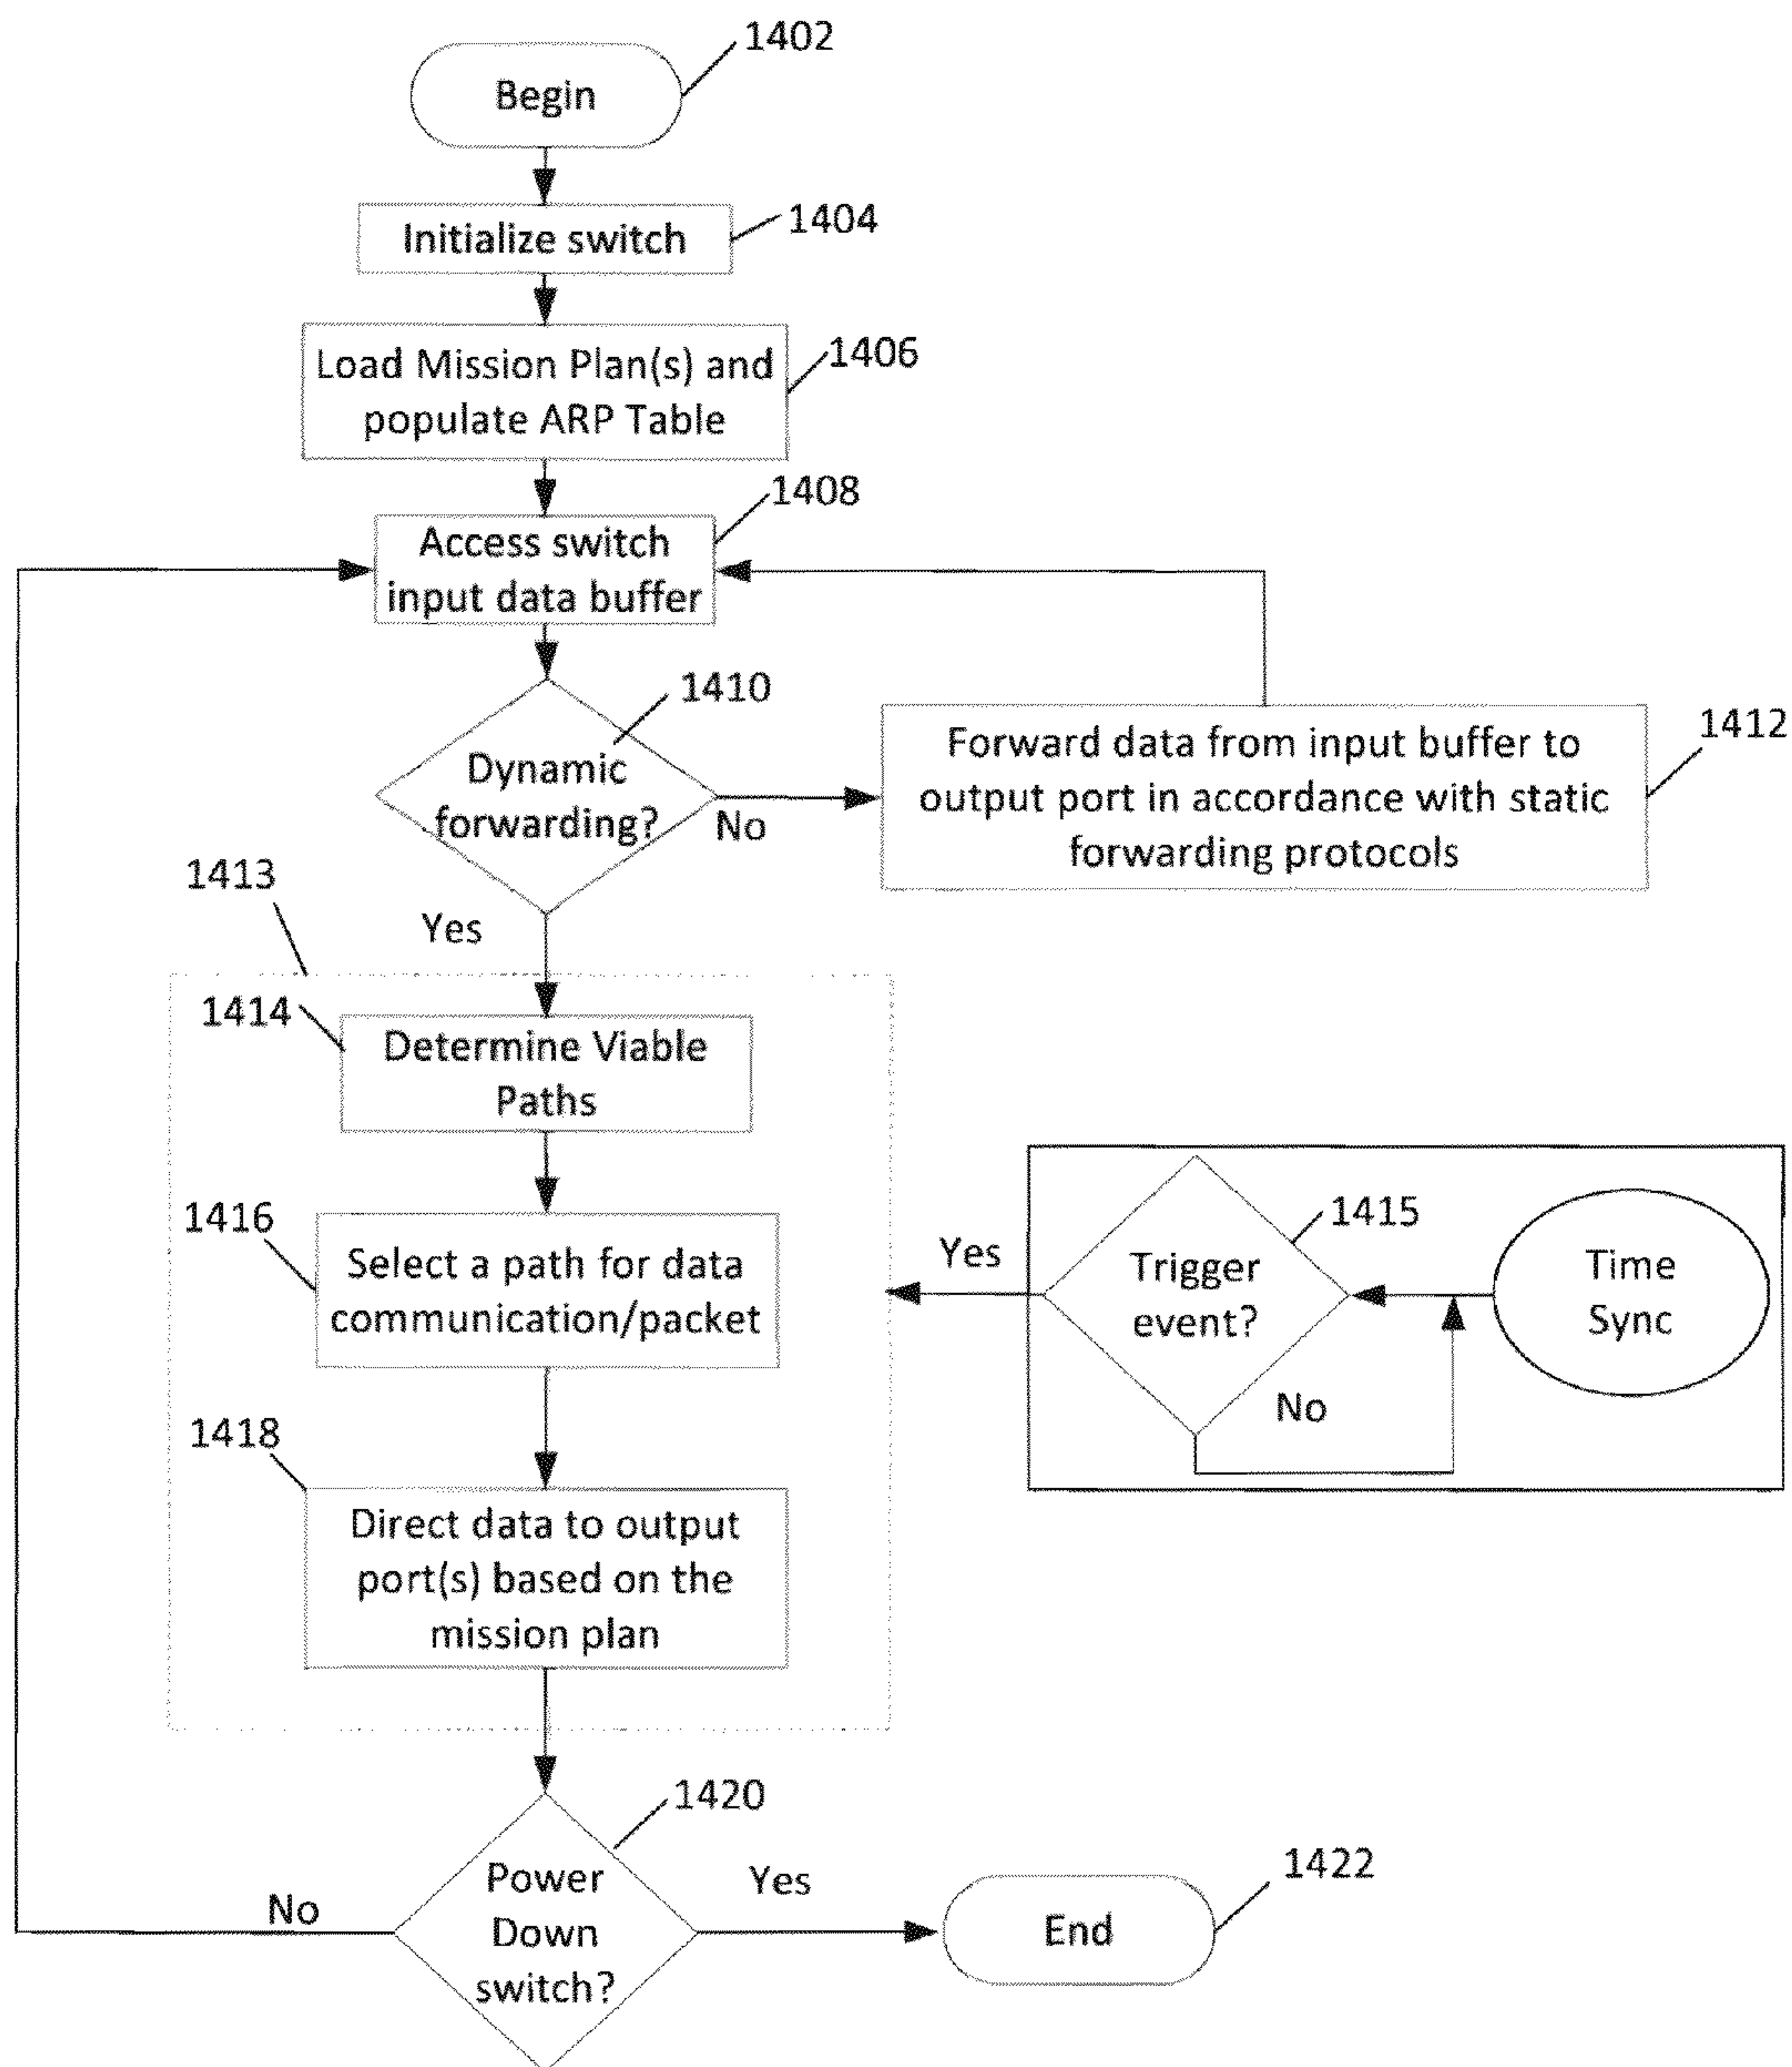 1402
Begin
1404
Initialize switch
1406
Load Mission Plan(s) and
populate ARP Table
1408
Access switch
input data buffer
1410
Dynamic
forwarding?
No
1412
Forward data from input buffer to
output port in accordance with static
forwarding protocols
Yes
1413
1414
Determine Viable
Paths
1416
Select a path for data
communication/packet
Yes
1415
Trigger
event?
No
Time
Sync
1418
Direct data to output
port(s) based on the
mission plan
1420
Power
Down
switch?
No
Yes
1422
End